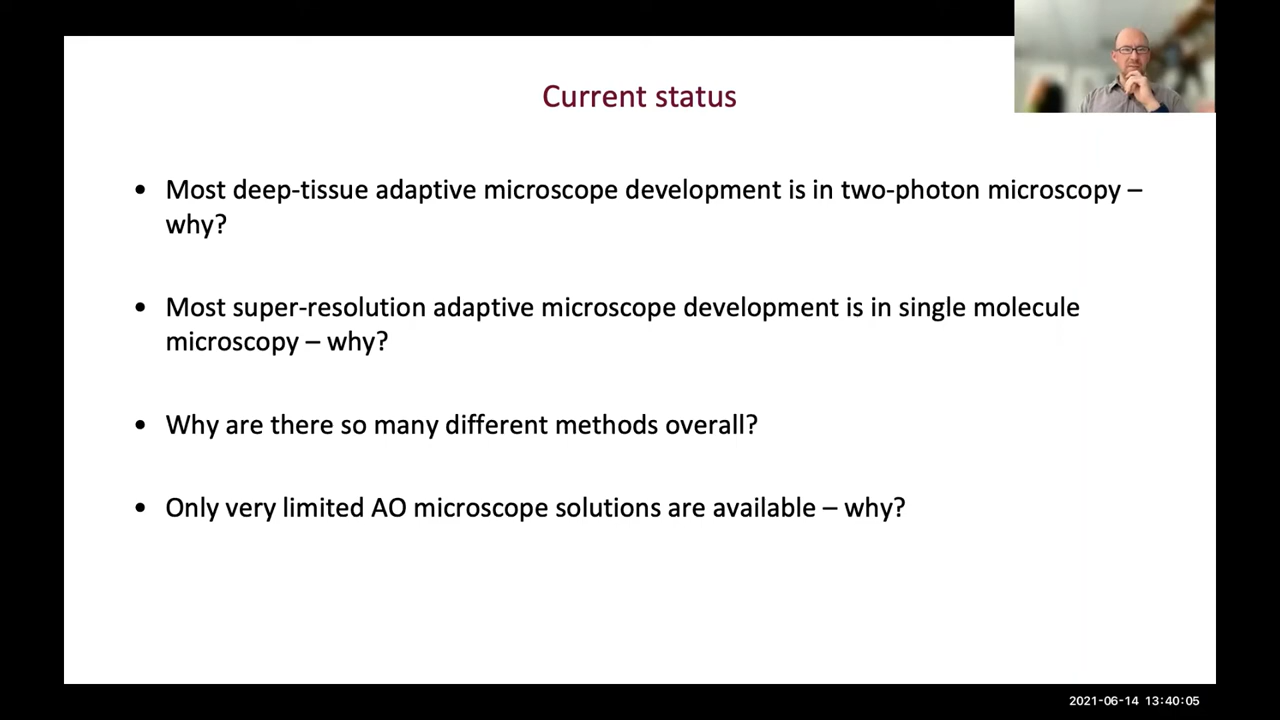 Current status
• Most deep-tissue adaptive microscope development is in two-photon microscopy –
why?
• Most super-resolution adaptive microscope development is in single molecule
microscopy – why?
• Why are there so many different methods overall?
• Only very limited AO microscope solutions are available – why?
2021-06-14 13:40:05